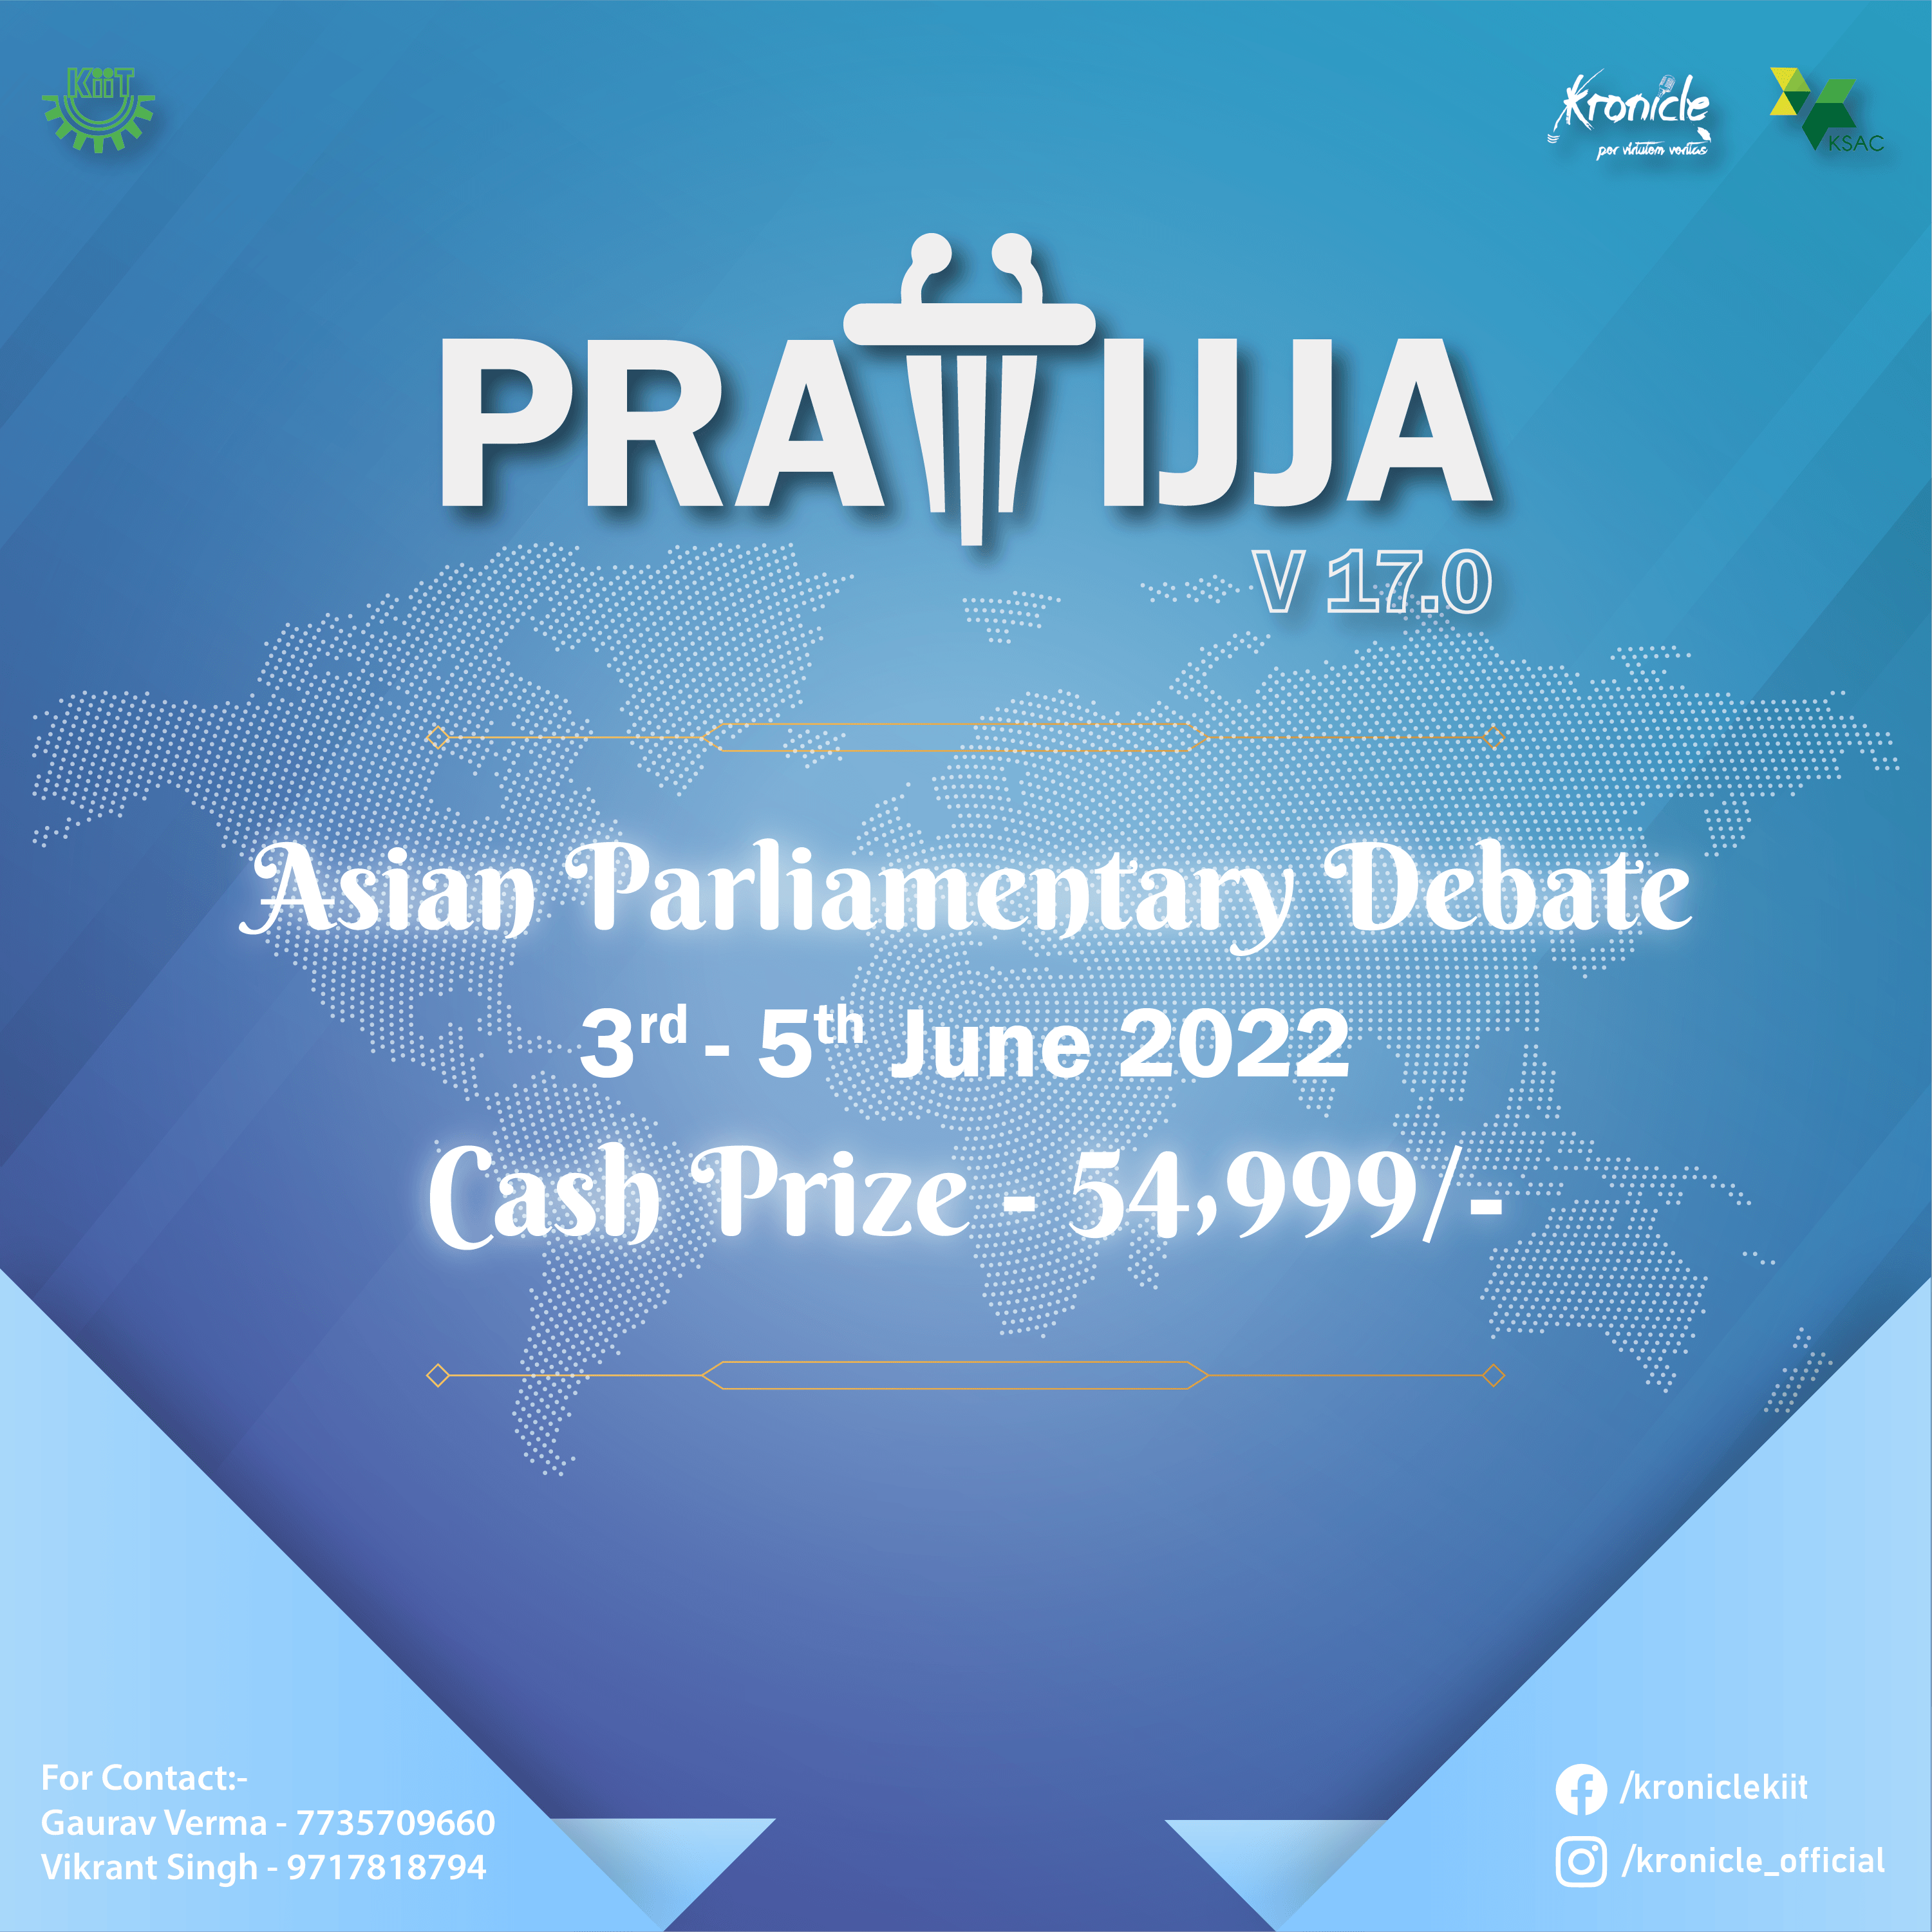 KiiT
Kronicle
per virtutem veritas
KSAC
PRATIJJA
V 17.0
Asian Parliamentary Debate
3rd - 5th June 2022
Cash Prize - 54,999/-
For Contact:-
Gaurav Verma - 7735709660
Vikrant Singh - 9717818794
/kroniclekiit
/kronicle_official